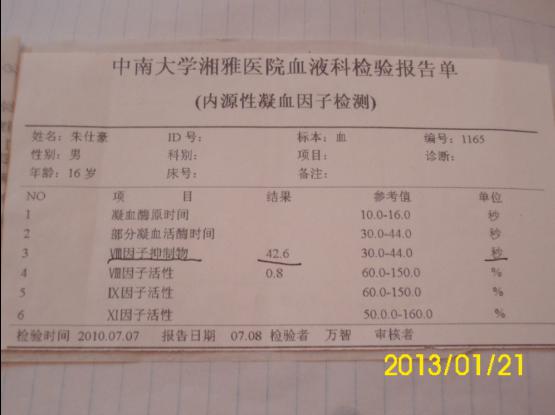 中南大学湘雅医院血液科检验报告单
(内源性凝血因子检测)
姓名: 朱仕豪 ID 号: 标本: 血 编号: 1165
性别: 男 科别: 项目: 诊断:
年龄: 16 岁 床号: 备注:
NO 项 目 结果 参考值 单位
1 凝血酶原时间 10.0-16.0 秒
2 部分凝血活酶时间 30.0-44.0 秒
3 Ⅷ因子抑制物 42.6 30.0-44.0 秒
4 Ⅷ因子活性 0.8 60.0-150.0 %
5 Ⅸ因子活性 60.0-150.0 %
6 Ⅺ因子活性 50.0.0-160.0 %
检验时间 2010.07.07 报告日期 07.08 检验者 万智 审核者
2013/01/21